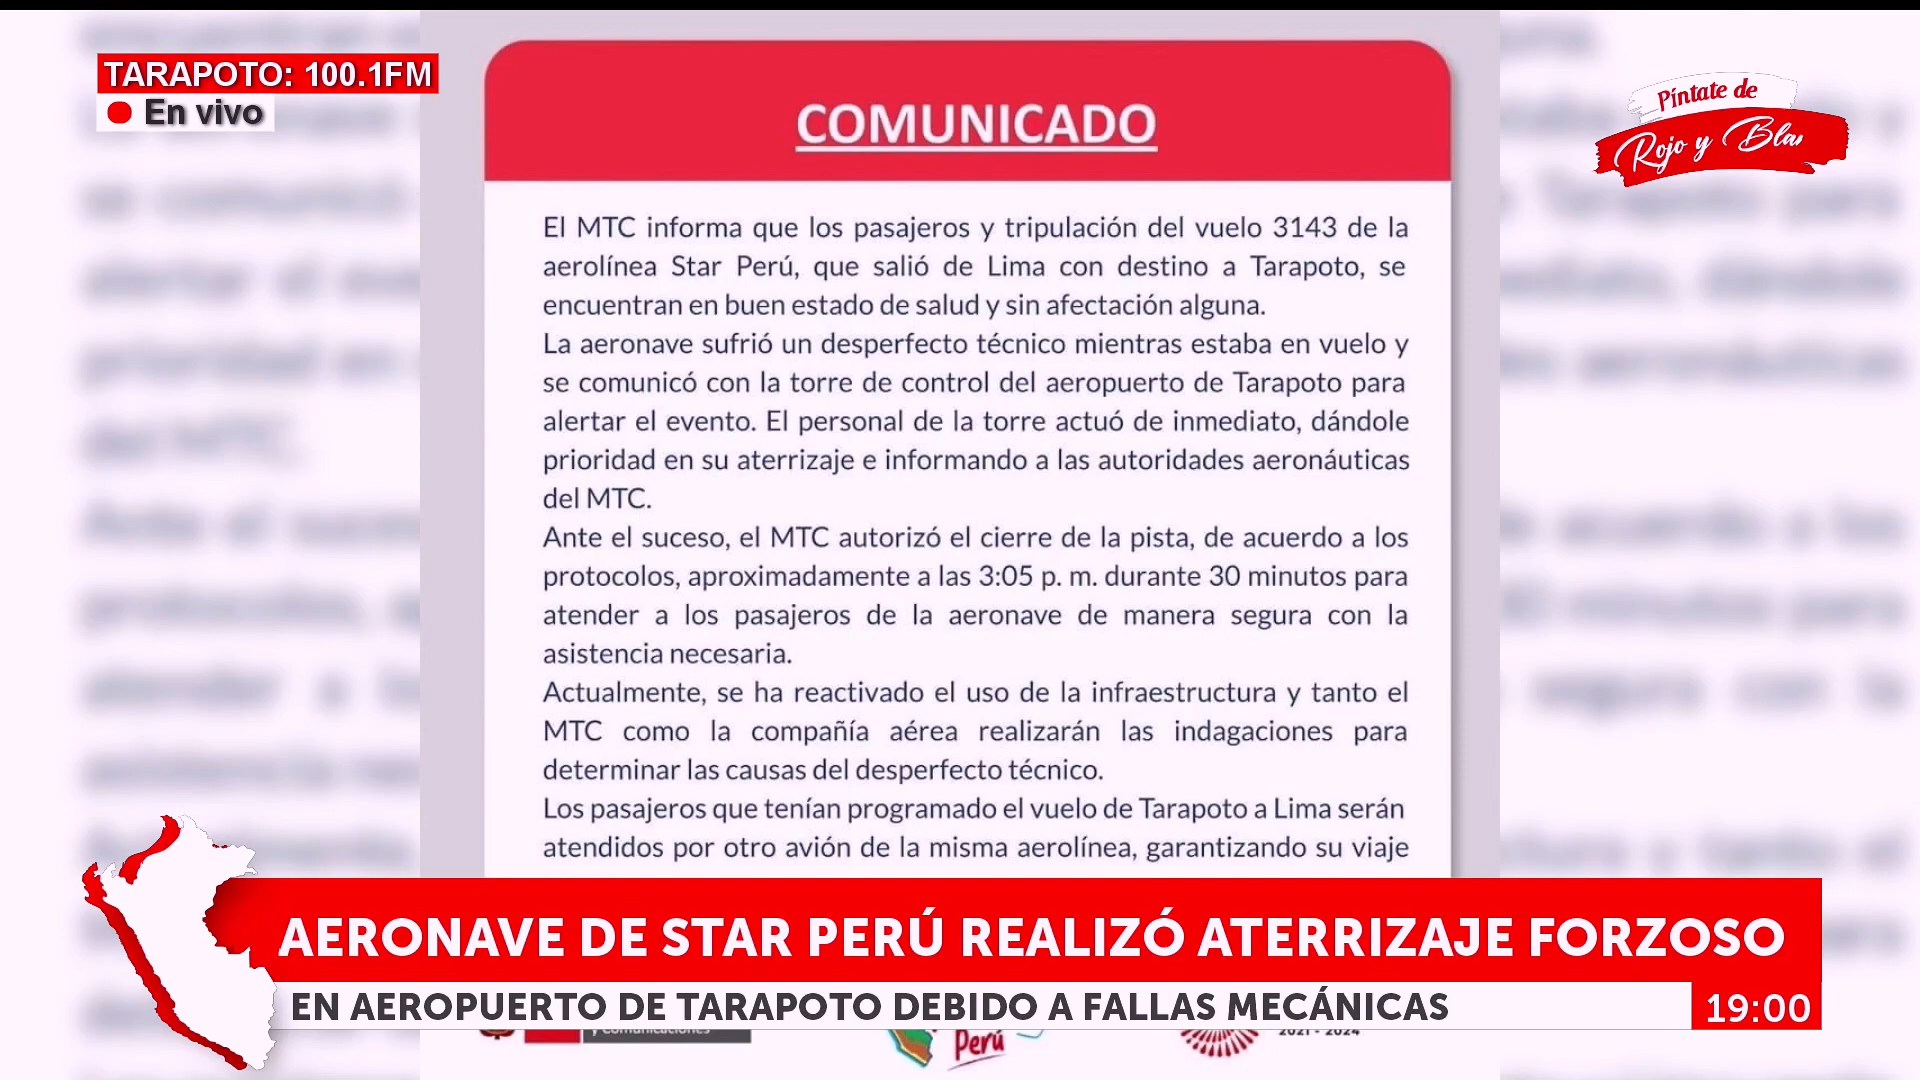 TARAPOTO: 100.1FM
En vivo
Píntate de
Rojo y Bla
COMUNICADO
El MTC informa que los pasajeros y tripulación del vuelo 3143 de la
aerolínea Star Perú, que salió de Lima con destino a Tarapoto, se
encuentran en buen estado de salud y sin afectación alguna.
La aeronave sufrió un desperfecto técnico mientras estaba en vuelo y
se comunicó con la torre de control del aeropuerto de Tarapoto para
alertar el evento. El personal de la torre actuó de inmediato, dándole
prioridad en su aterrizaje e informando a las autoridades aeronáuticas
del MTC.
Ante el suceso, el MTC autorizó el cierre de la pista, de acuerdo a los
protocolos, aproximadamente a las 3:05 p. m. durante 30 minutos para
atender a los pasajeros de la aeronave de manera segura con la
asistencia necesaria.
Actualmente, se ha reactivado el uso de la infraestructura y tanto el
MTC como la compañía aérea realizarán las indagaciones para
determinar las causas del desperfecto técnico.
Los pasajeros que tenían programado el vuelo de Tarapoto a Lima serán
atendidos por otro avión de la misma aerolínea, garantizando su viaje
AERONAVE DE STAR PERÚ REALIZÓ ATERRIZAJE FORZOSO
EN AEROPUERTO DE TARAPOTO DEBIDO A FALLAS MECÁNICAS
19:00
y Comunicaciones
Perú
2021 - 2024